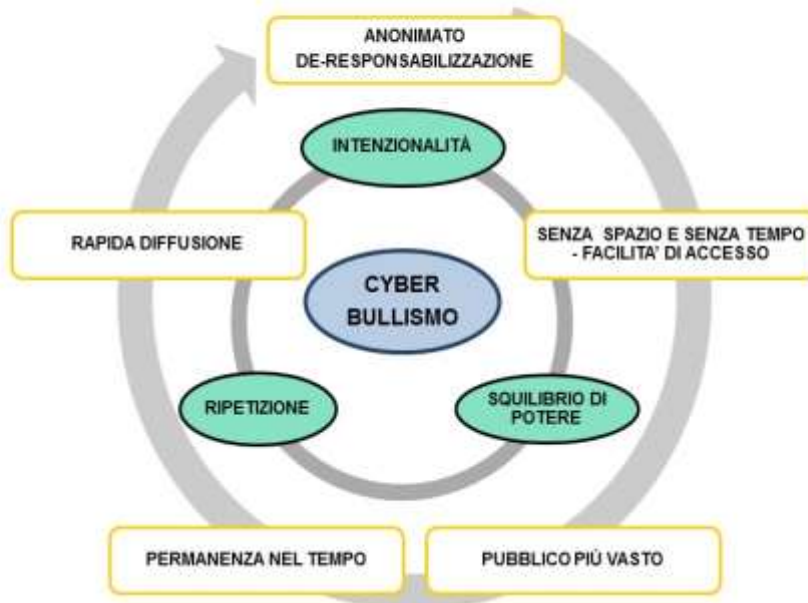 ANONIMATO
DE-RESPONSABILIZZAZIONE
INTENZIONALITÀ
RAPIDA DIFFUSIONE
SENZA SPAZIO E SENZA TEMPO
- FACILITA' DI ACCESSO
CYBER
BULLISMO
RIPETIZIONE
SQUILIBRIO DI
POTERE
PERMANENZA NEL TEMPO
PUBBLICO PIÙ VASTO